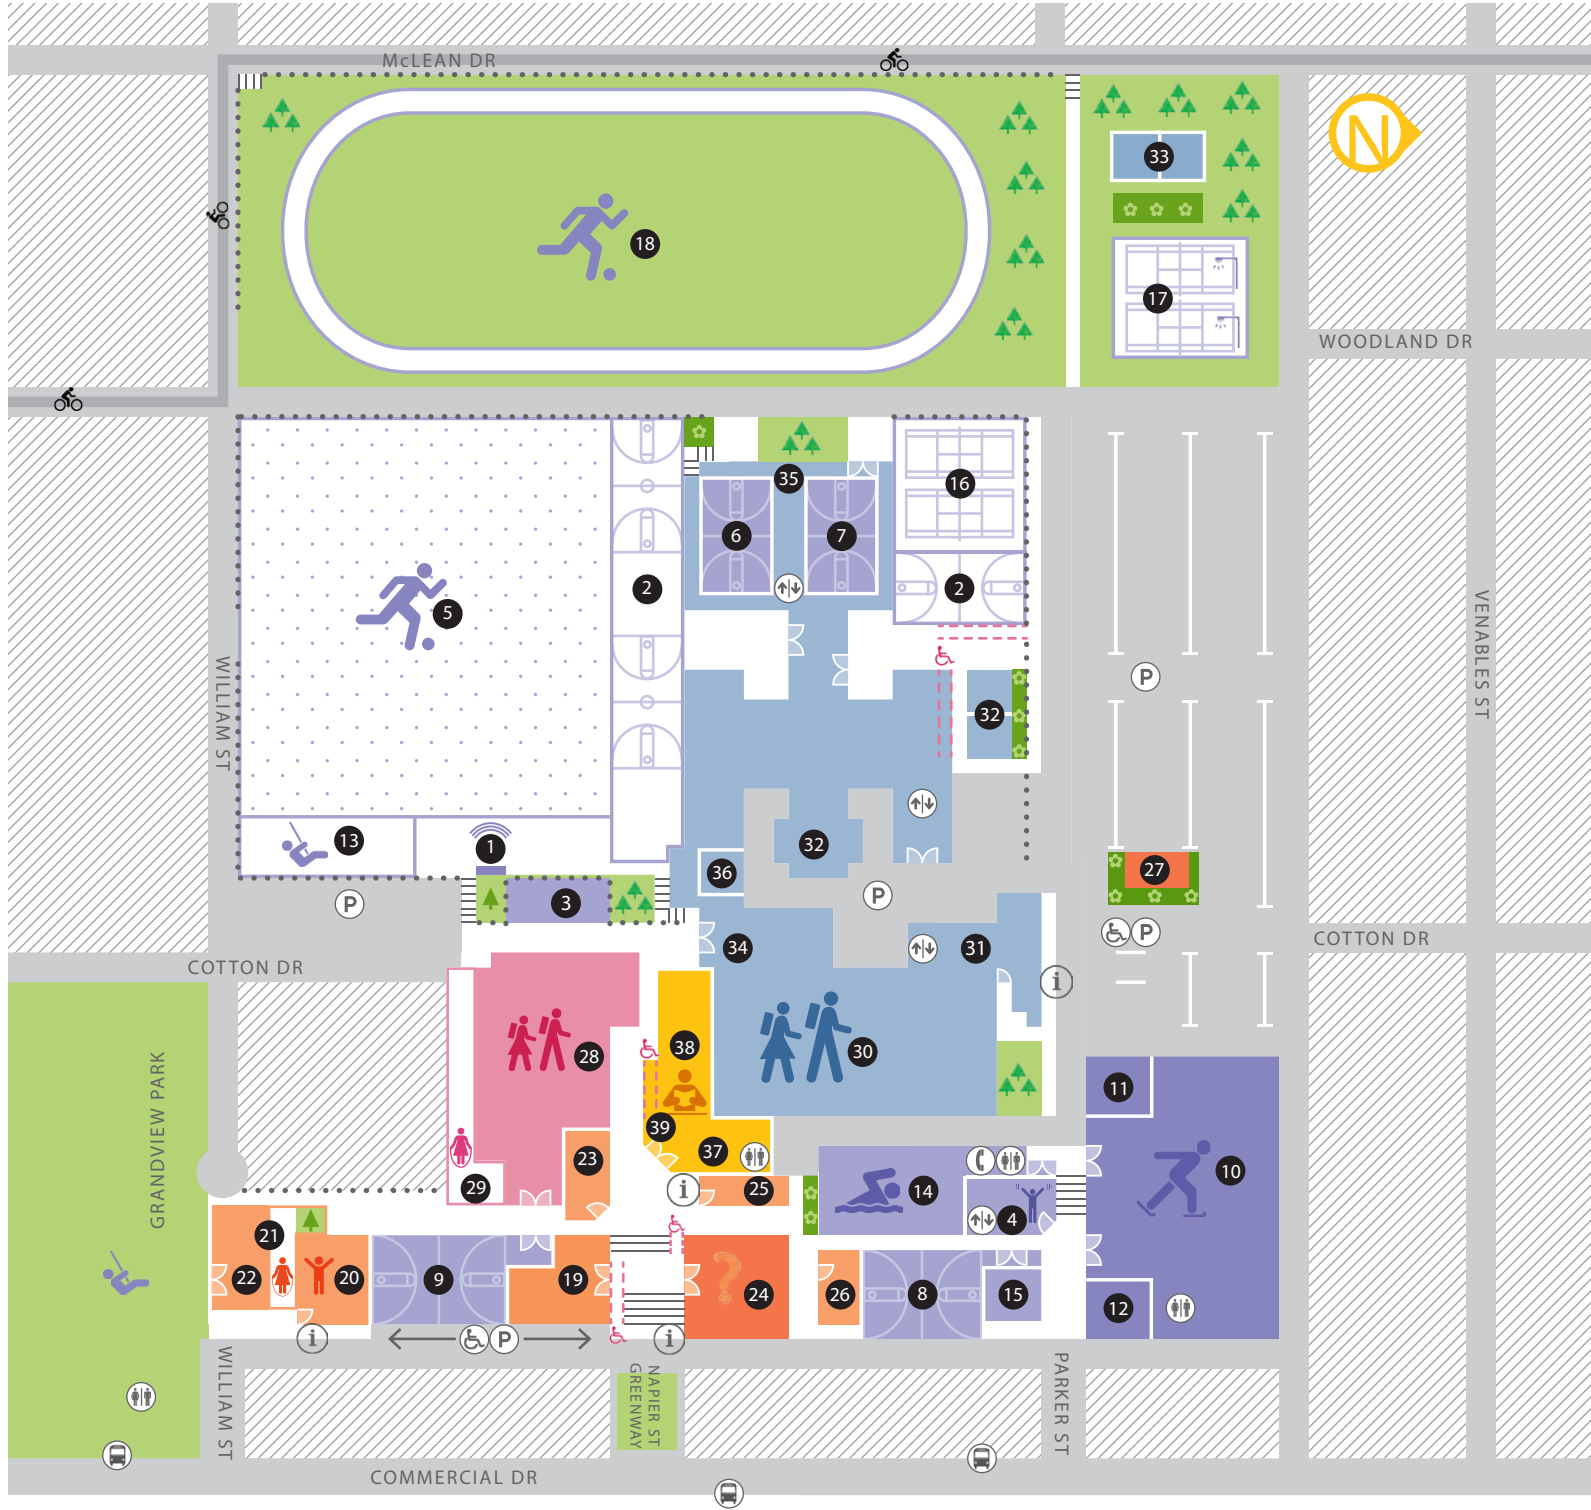 McLEAN DR
N
33
18
17
WOODLAND DR
35
16
6
7
2
2
5
VENABLES ST
WILLIAM ST
P
32
13
1
32
36
27
3
P
P
34
31
P
COTTON DR
COTTON DR
i
38
30
28
GRANDVIEW PARK
11
39
37
23
10
29
i
25
14
4
21
22
20
9
19
?
24
26
8
15
12
i
P
i
WILLIAM ST
NAPIER ST
GREENWAY
PARKER ST
COMMERCIAL DR